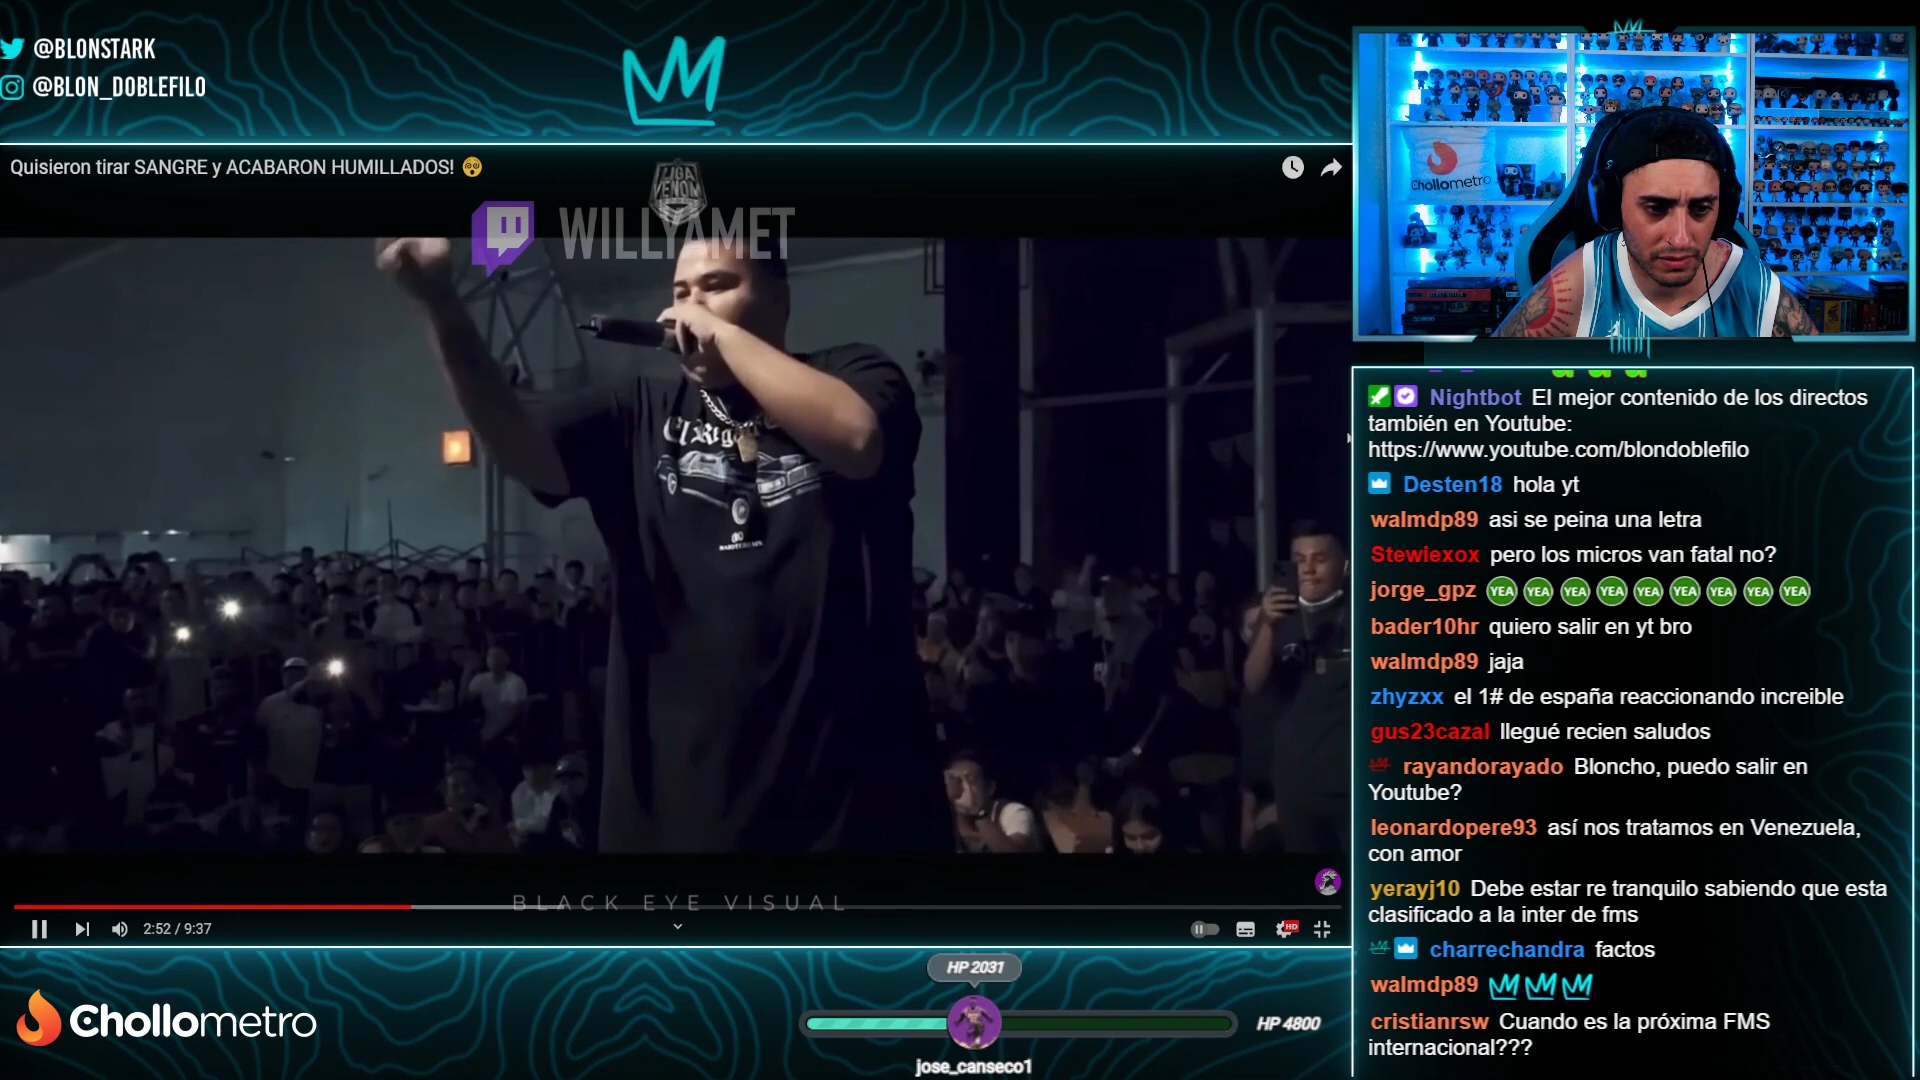 @BLONSTARK
@BLON_DOBLEFILO
Quisieron tirar SANGRE y ACABARON HUMILLADOS! 😵
LIGA
VENOM
WILLYAMET
BLACK EYE VISUAL
2:52 / 9:37
HD
Chollometro
HP 2031
HP 4800
jose_canseco1
Chollometro
Nightbot El mejor contenido de los directos
también en Youtube:
https://www.youtube.com/blondoblefilo
Desten18 hola yt
walmdp89 asi se peina una letra
Stewiexox pero los micros van fatal no?
jorge_gpz YEA YEA YEA YEA YEA YEA YEA YEA YEA
bader10hr quiero salir en yt bro
walmdp89 jaja
zhyzxx el 1# de españa reaccionando increible
gus23cazal llegué recien saludos
rayandorayado Bloncho, puedo salir en
Youtube?
leonardopere93 así nos tratamos en Venezuela,
con amor
yerayj10 Debe estar re tranquilo sabiendo que esta
clasificado a la inter de fms
charrechandra factos
walmdp89
cristianrsw Cuando es la próxima FMS
internacional???